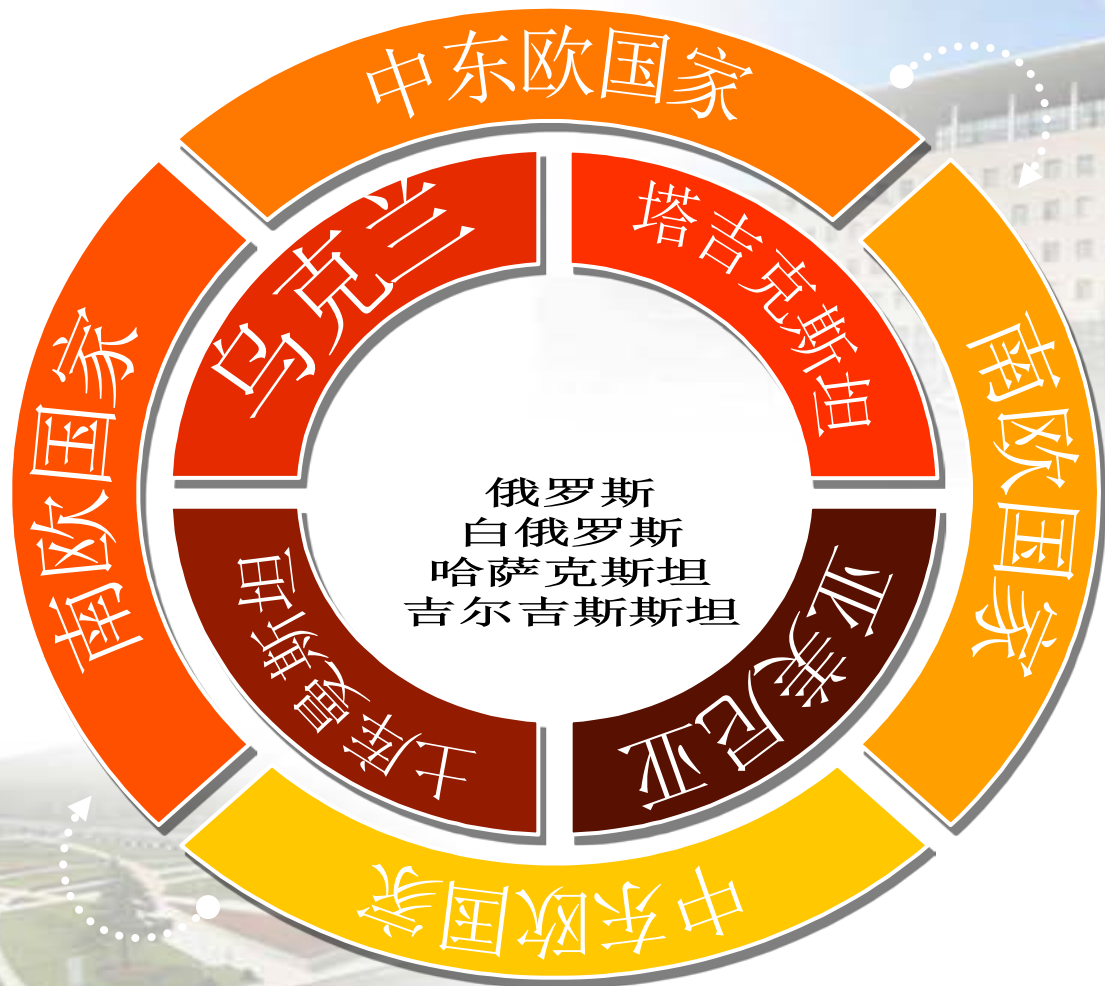 中东欧国家
乌克兰
塔吉克斯坦
南欧国家
南欧国家
俄罗斯
白俄罗斯
哈萨克斯坦
吉尔吉斯斯坦
土库曼斯坦
亚美尼亚
中东欧国家